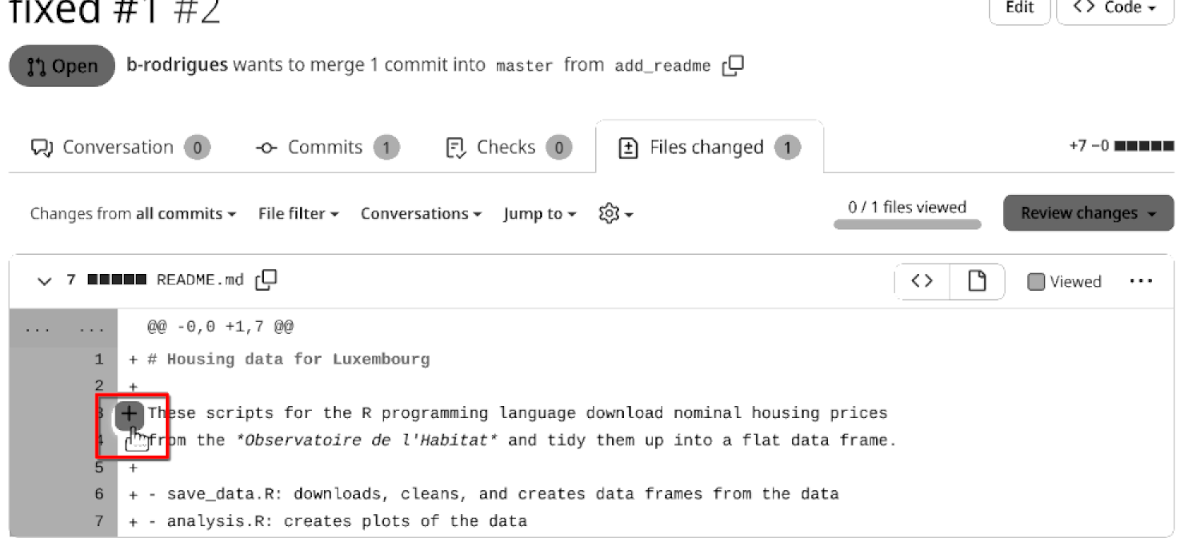 fixed #1 #2
Edit <> Code
Open b-rodrigues wants to merge 1 commit into master from add_readme
Conversation 0 Commits 1 Checks 0 Files changed 1 +7 −0
Changes from all commits File filter Conversations Jump to 0 / 1 files viewed Review changes
7 README.md <> Viewed ...
... ... @@ -0,0 +1,7 @@
1 + # Housing data for Luxembourg
2 +
3 + These scripts for the R programming language download nominal housing prices
4 from the *Observatoire de l'Habitat* and tidy them up into a flat data frame.
5 +
6 + - save_data.R: downloads, cleans, and creates data frames from the data
7 + - analysis.R: creates plots of the data